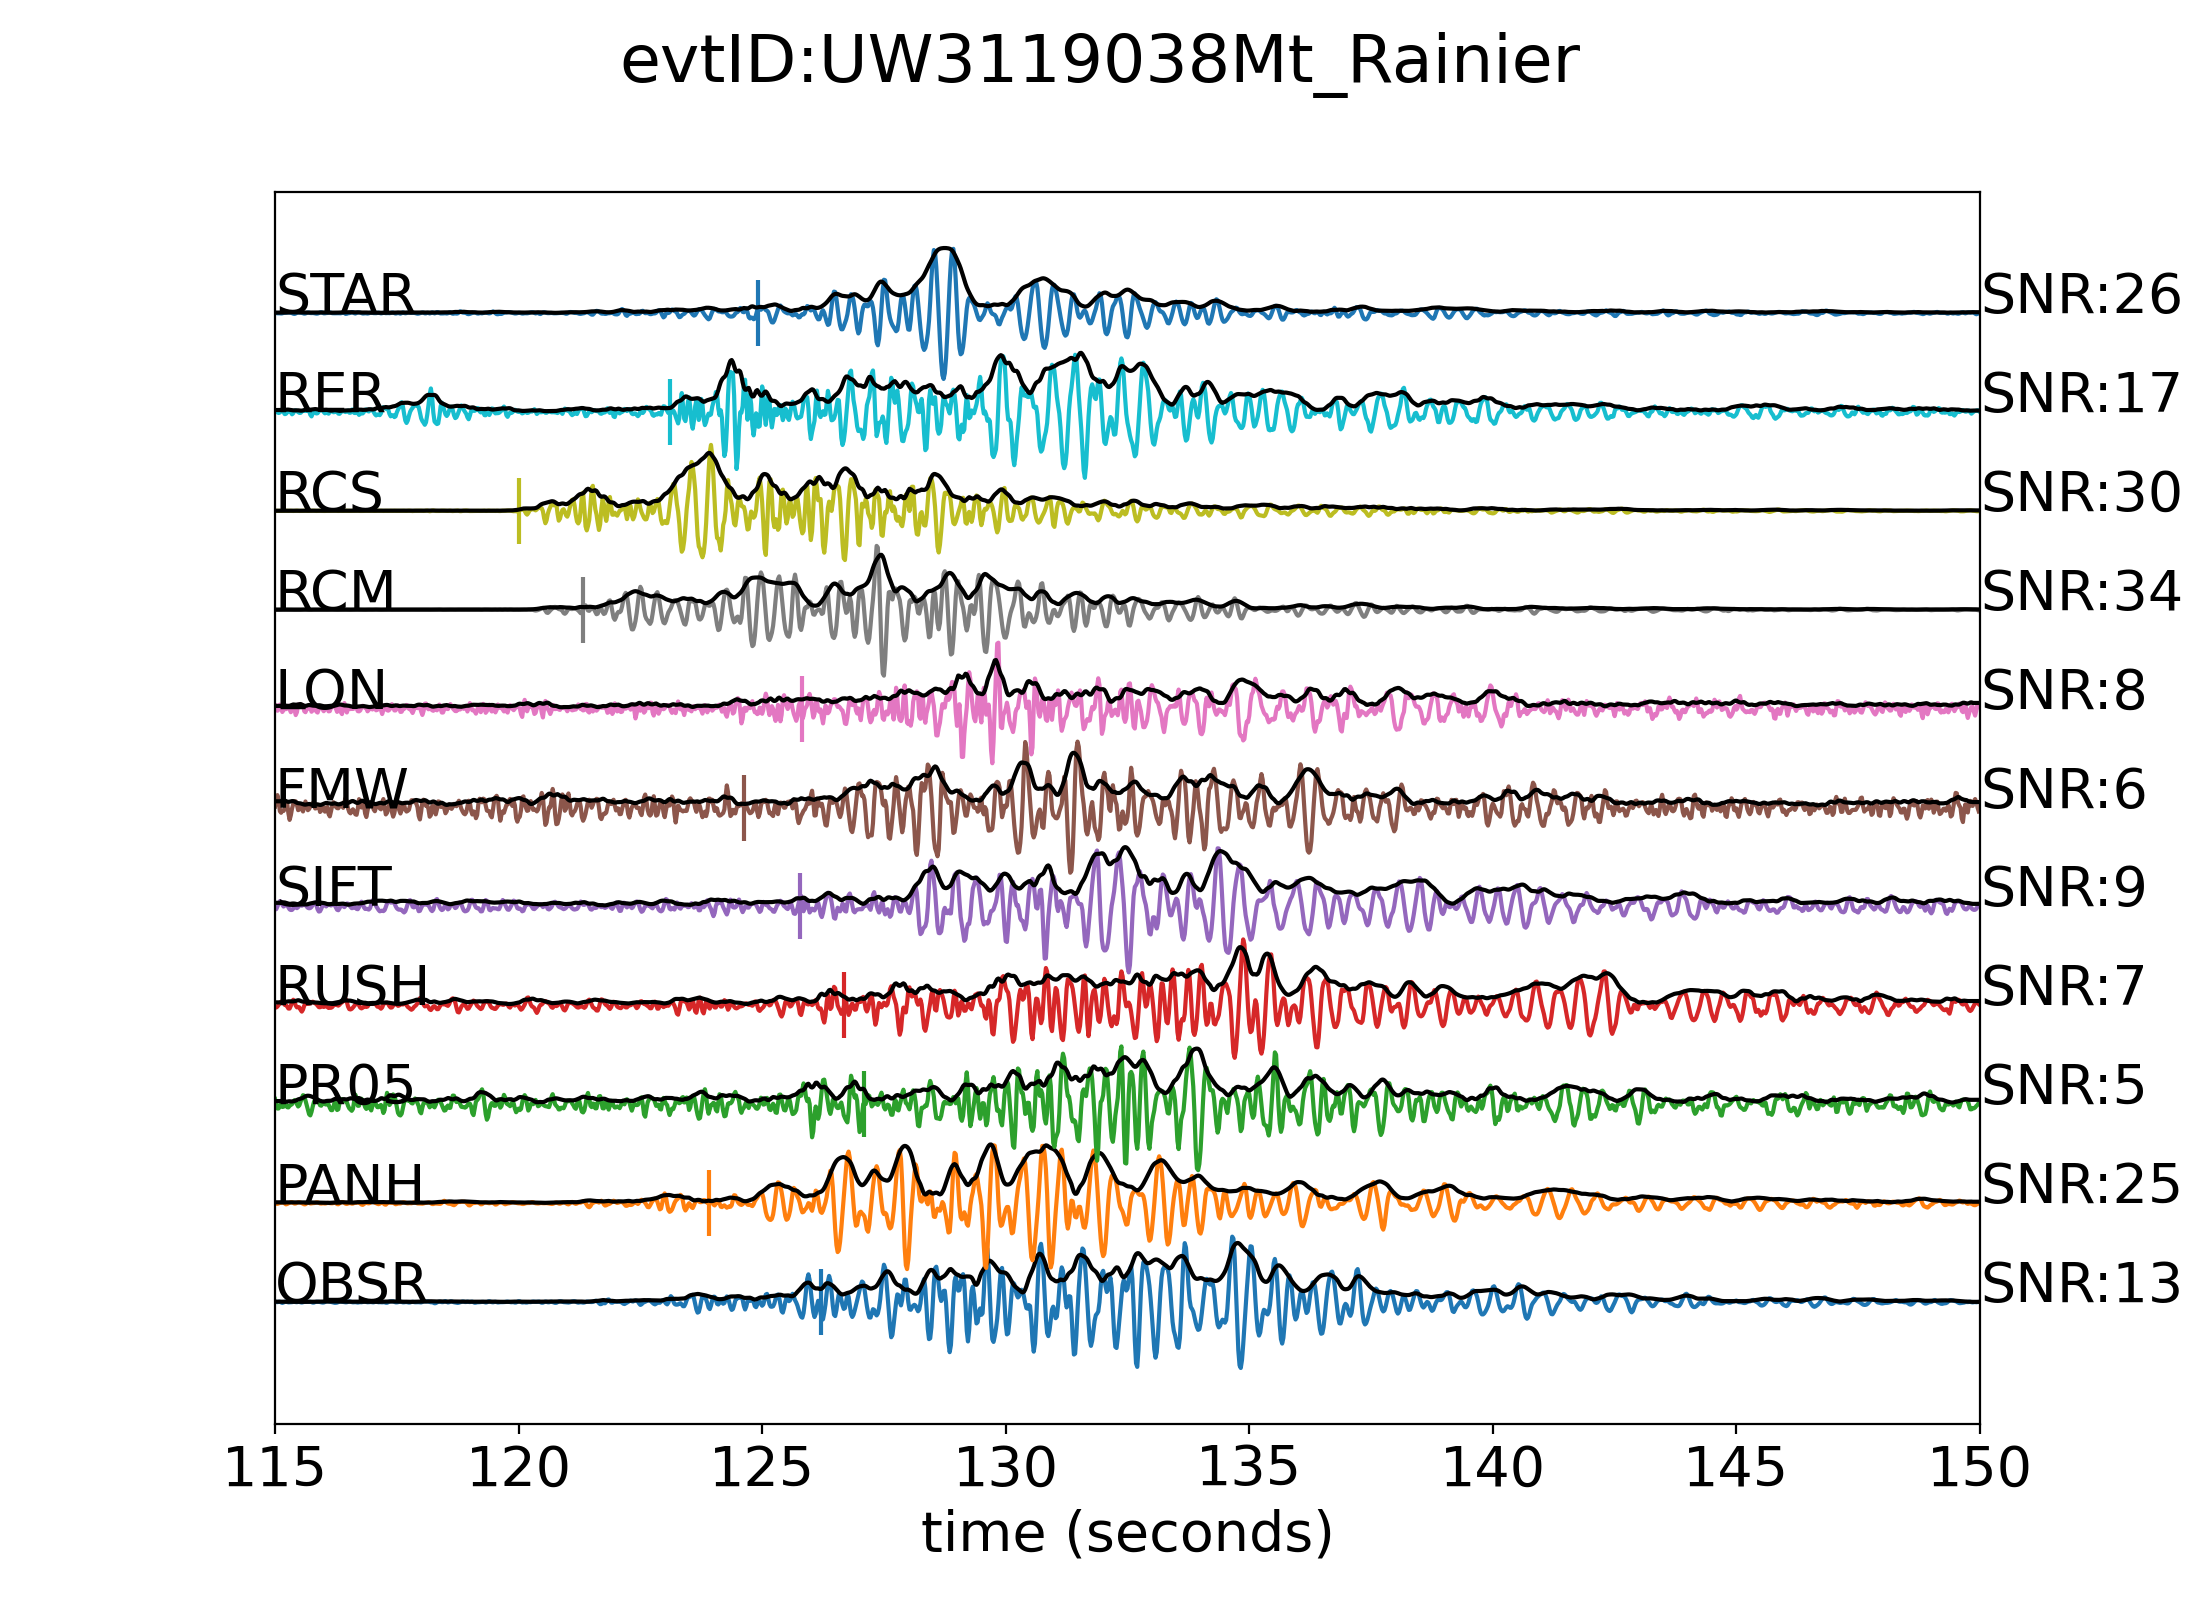 evtID:UW3119038Mt_Rainier
STAR SNR:26
RER SNR:17
RCS SNR:30
RCM SNR:34
LON SNR:8
FMW SNR:6
SIFT SNR:9
RUSH SNR:7
PR05 SNR:5
PANH SNR:25
OBSR SNR:13
115 120 125 130 135 140 145 150
time (seconds)